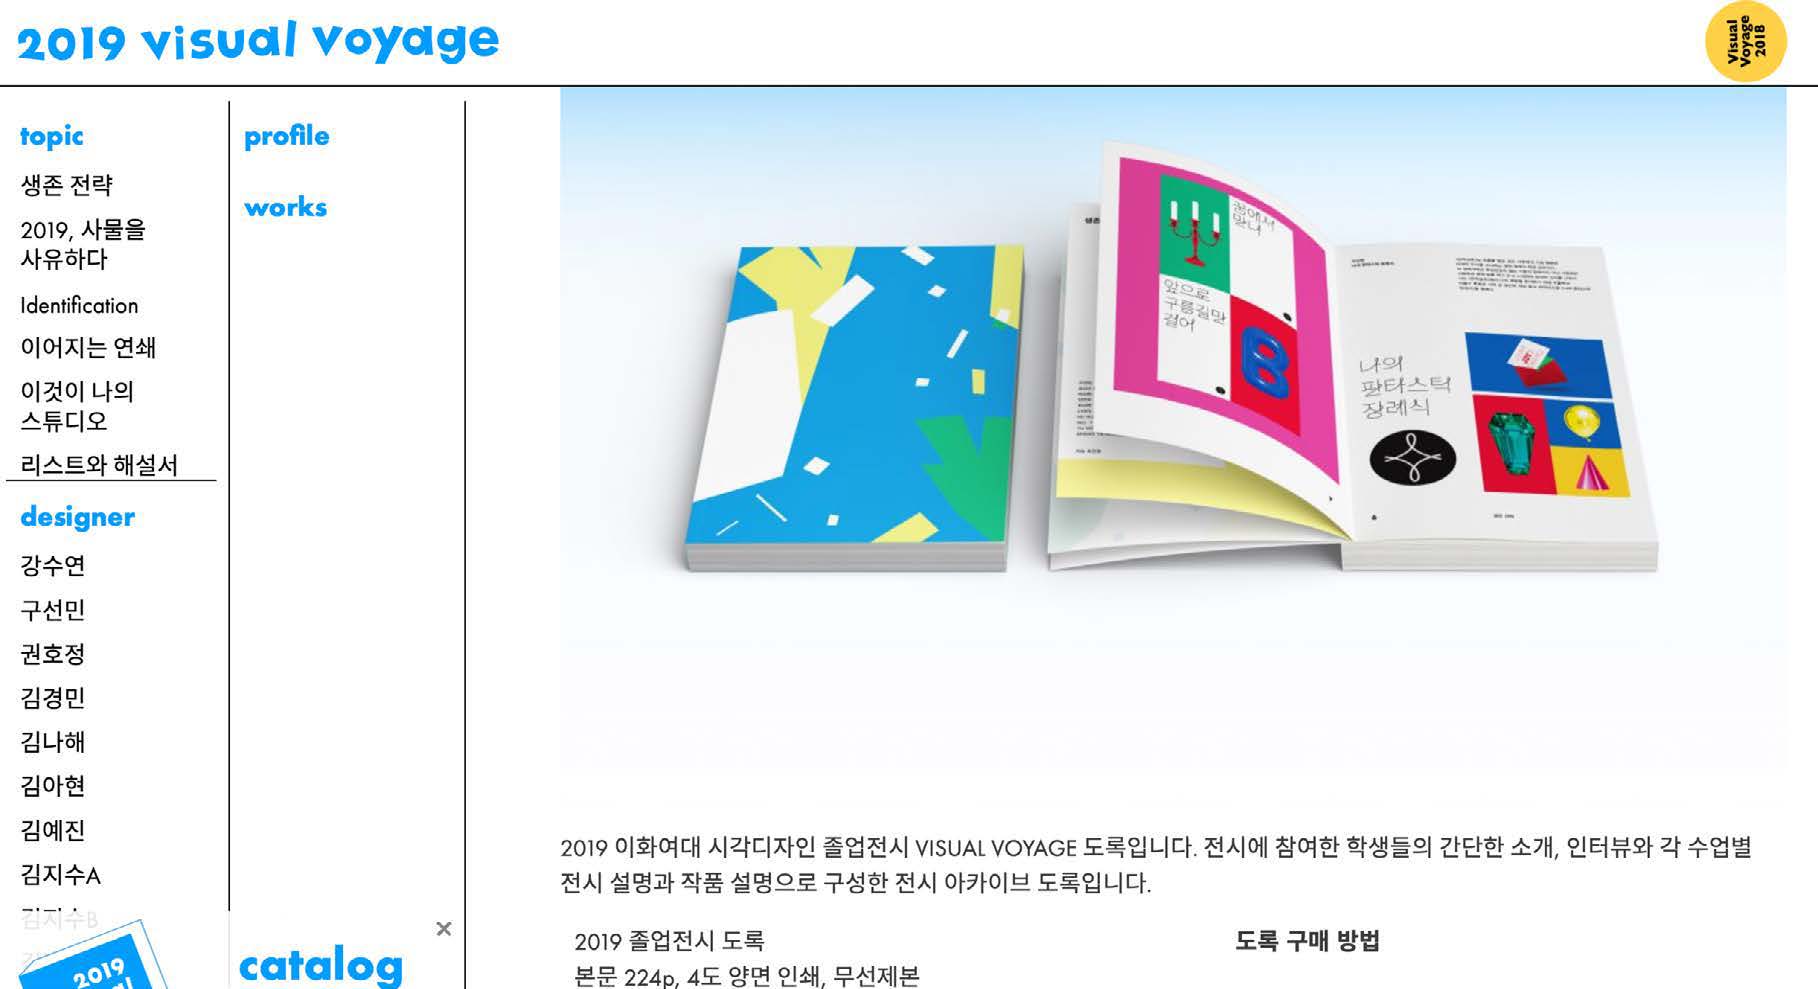 2019 visual voyage
Visual
Voyage
2018
topic
생존 전략
2019, 사물을
사유하다
Identification
이어지는 연쇄
이것이 나의
스튜디오
리스트와 해설서
designer
강수연
구선민
권호정
김경민
김나해
김아현
김예진
김지수A
김지수B
profile
works
2019
catalog
×
꿈에서
만나
앞으로
구름길만
걸어
나의
판타스틱
장례식
2019 이화여대 시각디자인 졸업전시 VISUAL VOYAGE 도록입니다. 전시에 참여한 학생들의 간단한 소개, 인터뷰와 각 수업별
전시 설명과 작품 설명으로 구성한 전시 아카이브 도록입니다.
2019 졸업전시 도록
본문 224p, 4도 양면 인쇄, 무선제본
도록 구매 방법